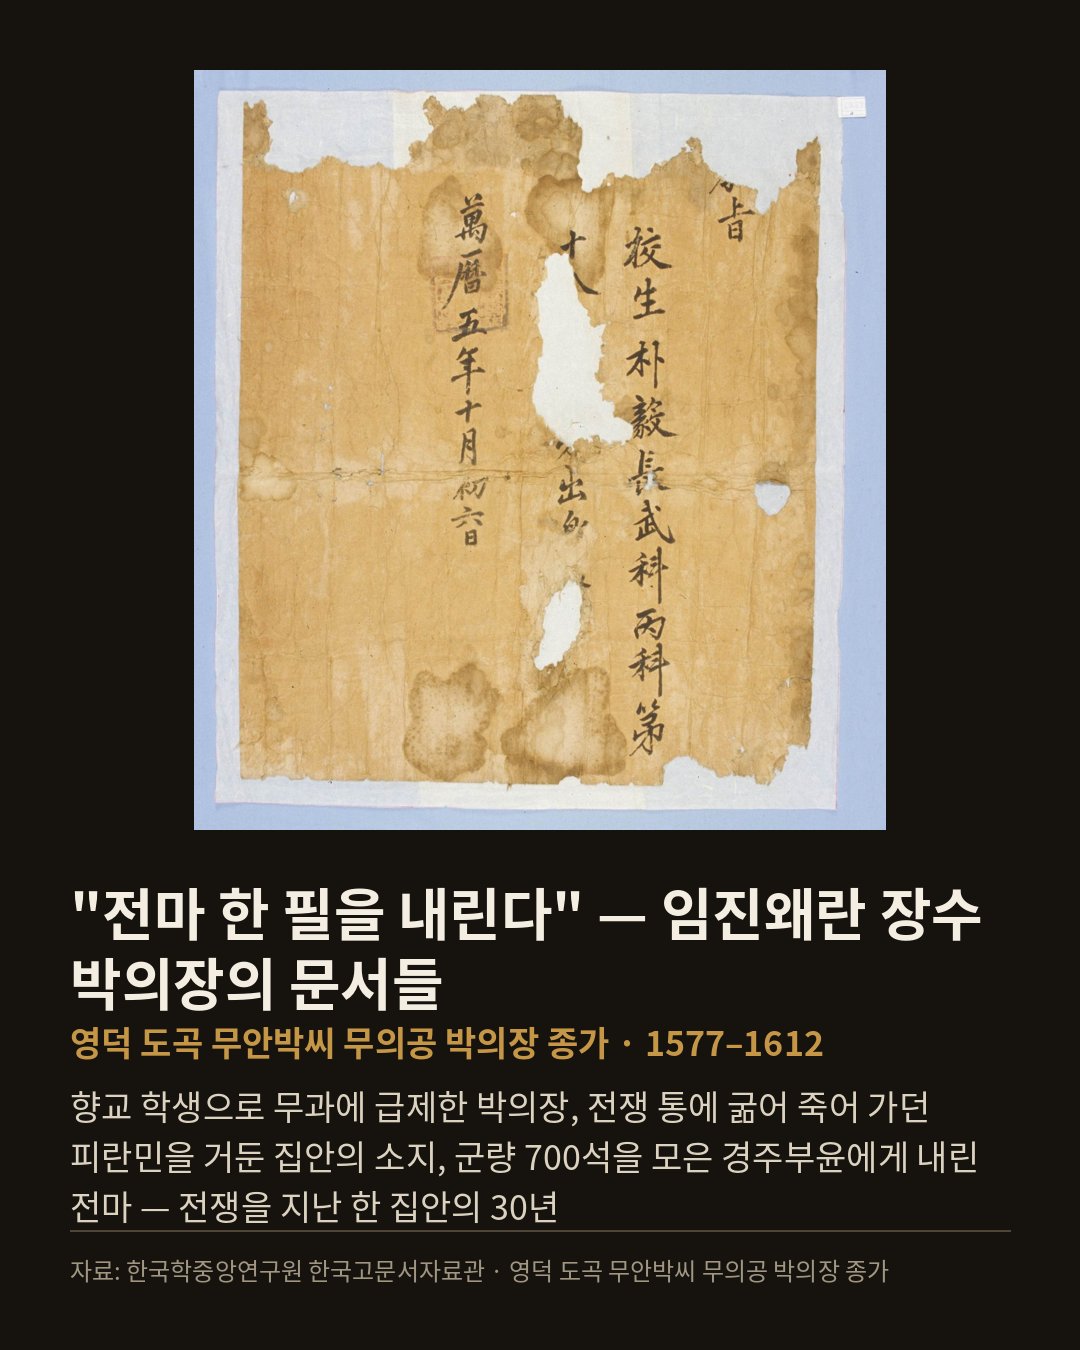 上旨
校生朴毅長武科丙科第
十八
出身
萬曆五年十月初六日
"전마 한 필을 내린다" — 임진왜란 장수
박의장의 문서들
영덕 도곡 무안박씨 무의공 박의장 종가 · 1577–1612
향교 학생으로 무과에 급제한 박의장, 전쟁 통에 굶어 죽어 가던
피란민을 거둔 집안의 소지, 군량 700석을 모은 경주부윤에게 내린
전마 — 전쟁을 지난 한 집안의 30년
자료: 한국학중앙연구원 한국고문서자료관 · 영덕 도곡 무안박씨 무의공 박의장 종가